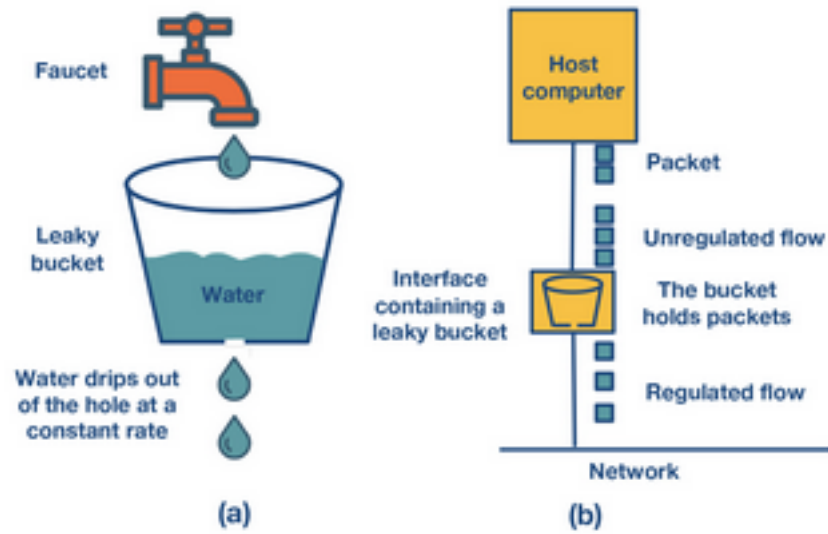 Faucet
Leaky
bucket
Water
Water drips out
of the hole at a
constant rate
(a)
Host
computer
Packet
Unregulated flow
Interface
containing a
leaky bucket
The bucket
holds packets
Regulated flow
Network
(b)